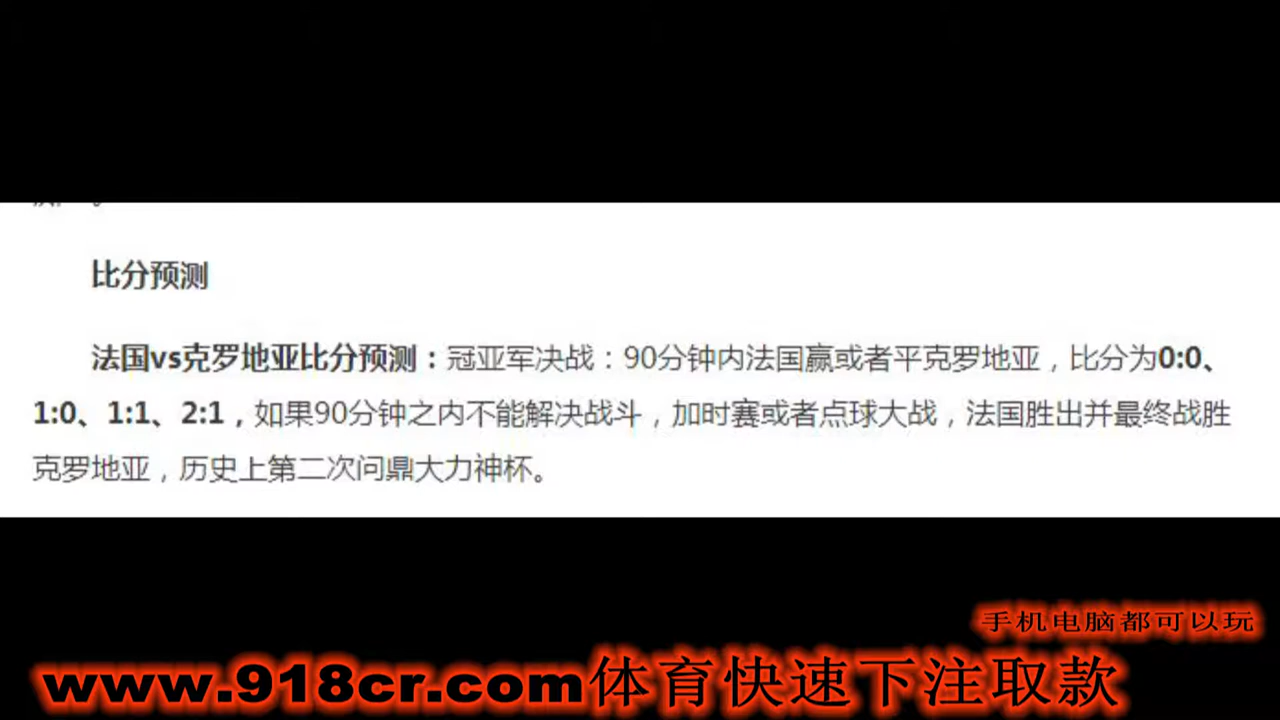 比分预测
法国vs克罗地亚比分预测：冠亚军决战：90分钟内法国赢或者平克罗地亚，比分为0:0、
1:0、1:1、2:1，如果90分钟之内不能解决战斗，加时赛或者点球大战，法国胜出并最终战胜
克罗地亚，历史上第二次问鼎大力神杯。
手机电脑都可以玩
www.918cr.com体育快速下注取款